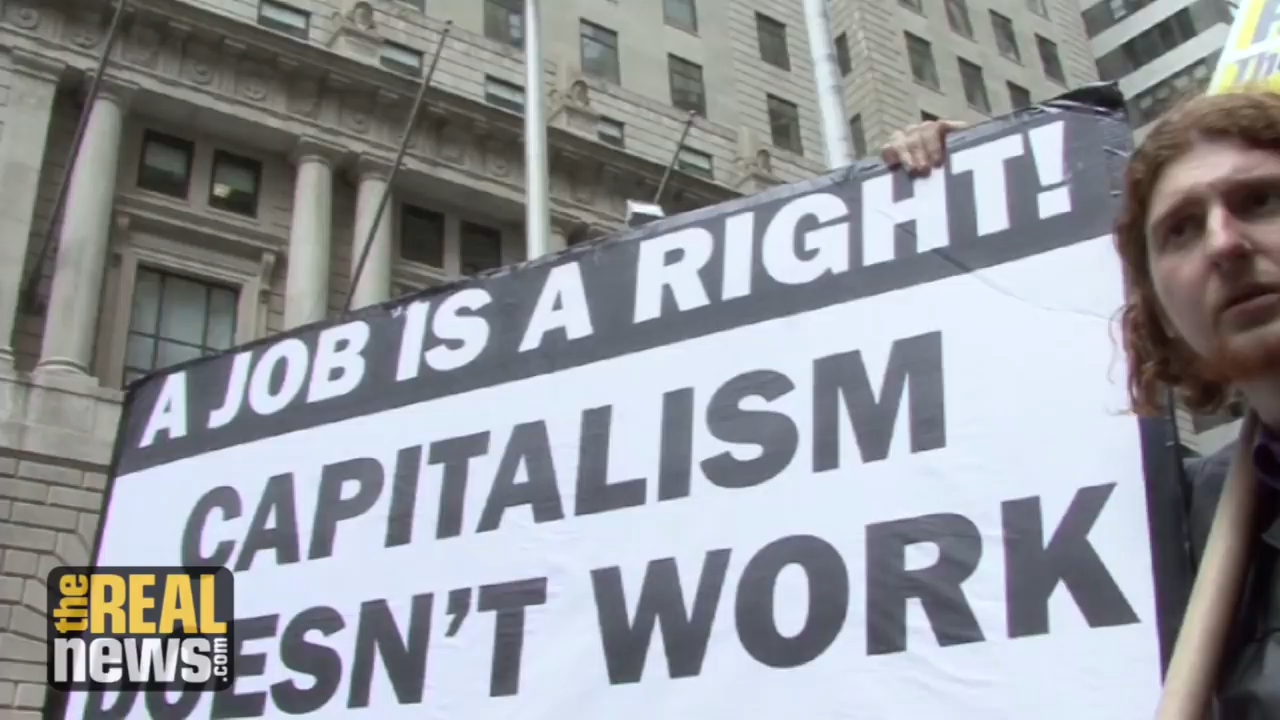 A JOB IS A RIGHT!
CAPITALISM
DOESN'T WORK
the REAL
news.com